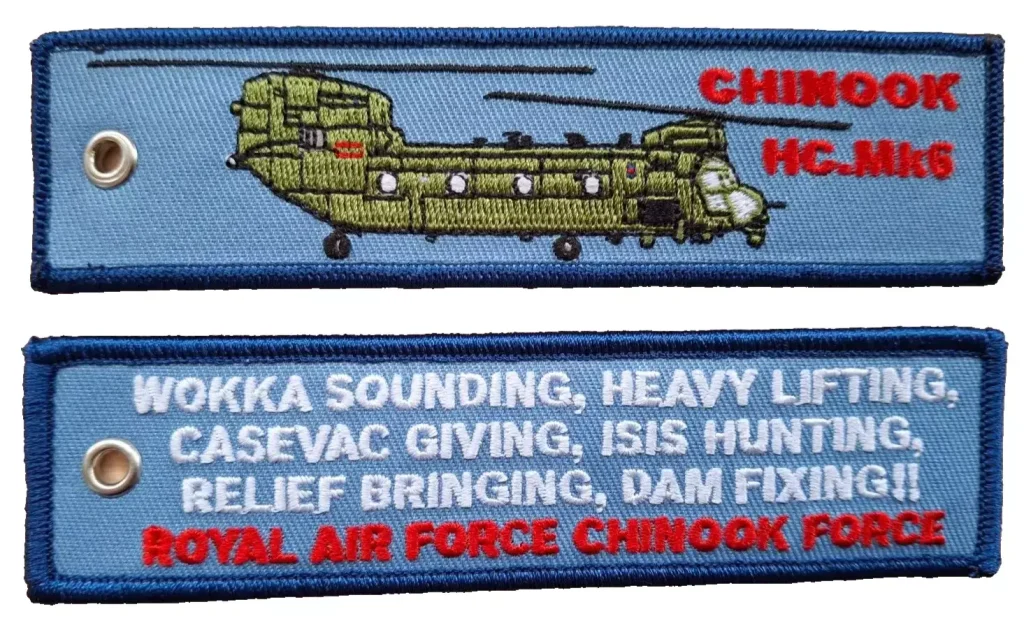 CHINOOK
HC.Mk6
WOKKA SOUNDING, HEAVY LIFTING,
CASEVAC GIVING, ISIS HUNTING,
RELIEF BRINGING, DAM FIXING!!
ROYAL AIR FORCE CHINOOK FORCE